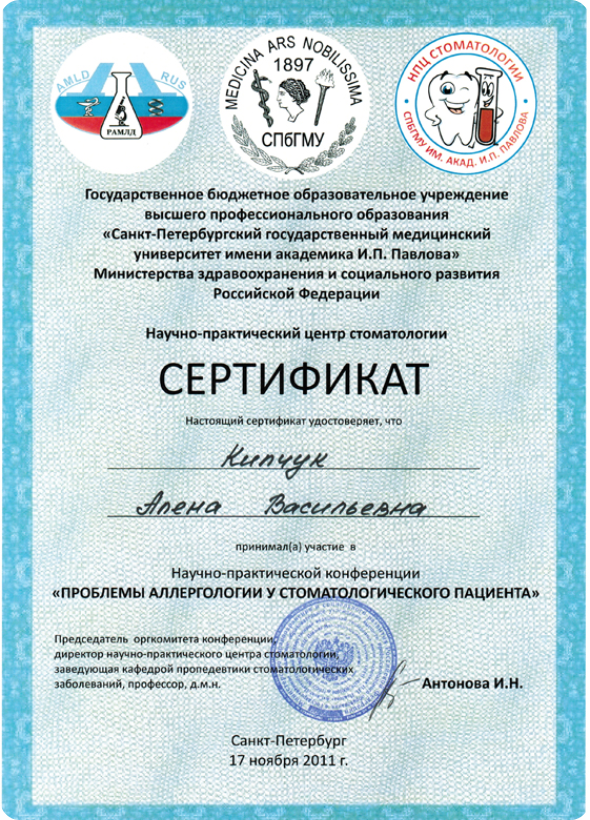 AMLD RUS
РАМЛД
MEDICINA ARS NOBILISSIMA
1897
СПбГМУ
НПЦ СТОМАТОЛОГИИ
СПбГМУ ИМ. АКАД. И.П. ПАВЛОВА
Государственное бюджетное образовательное учреждение
высшего профессионального образования
«Санкт-Петербургский государственный медицинский
университет имени академика И.П. Павлова»
Министерства здравоохранения и социального развития
Российской Федерации
Научно-практический центр стоматологии
СЕРТИФИКАТ
Настоящий сертификат удостоверяет, что
Кипчук
Алена Васильевна
принимал(а) участие в
Научно-практической конференции
«ПРОБЛЕМЫ АЛЛЕРГОЛОГИИ У СТОМАТОЛОГИЧЕСКОГО ПАЦИЕНТА»
Председатель оргкомитета конференции,
директор научно-практического центра стоматологии,
заведующая кафедрой пропедевтики стоматологических
заболеваний, профессор, д.м.н.
Антонова И.Н.
Санкт-Петербург
17 ноября 2011 г.